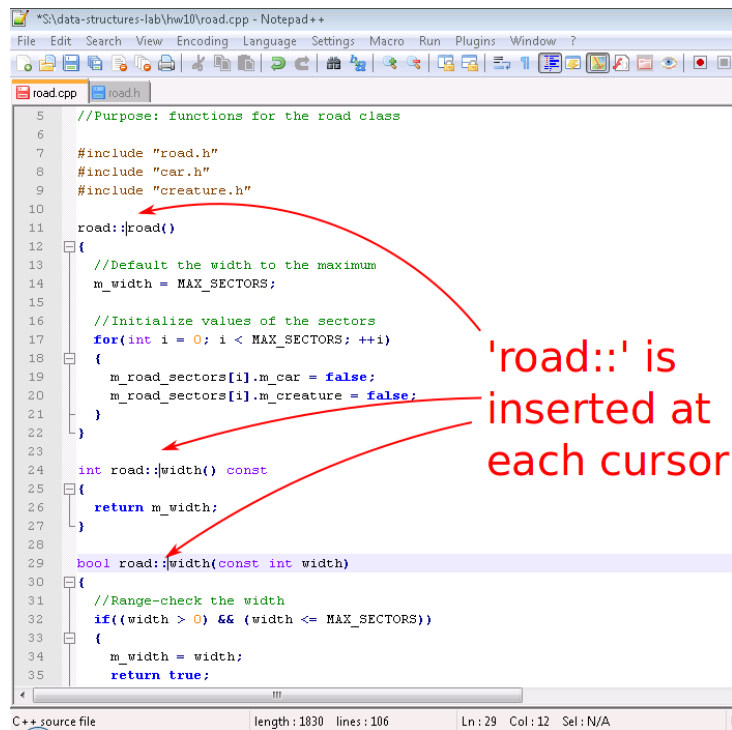 *S:\data-structures-lab\hw10\road.cpp - Notepad++
File Edit Search View Encoding Language Settings Macro Run Plugins Window ?
road.cpp road.h
5 //Purpose: functions for the road class
6
7 #include "road.h"
8 #include "car.h"
9 #include "creature.h"
10
11 road::road()
12 {
13 //Default the width to the maximum
14 m_width = MAX_SECTORS;
15
16 //Initialize values of the sectors
17 for(int i = 0; i < MAX_SECTORS; ++i)
18 {
19 m_road_sectors[i].m_car = false;
20 m_road_sectors[i].m_creature = false;
21 }
22 }
23
24 int road::width() const
25 {
26 return m_width;
27 }
28
29 bool road::width(const int width)
30 {
31 //Range-check the width
32 if((width > 0) && (width <= MAX_SECTORS))
33 {
34 m_width = width;
35 return true;
'road::' is
inserted at
each cursor
C++ source file length : 1830 lines : 106 Ln : 29 Col : 12 Sel : N/A